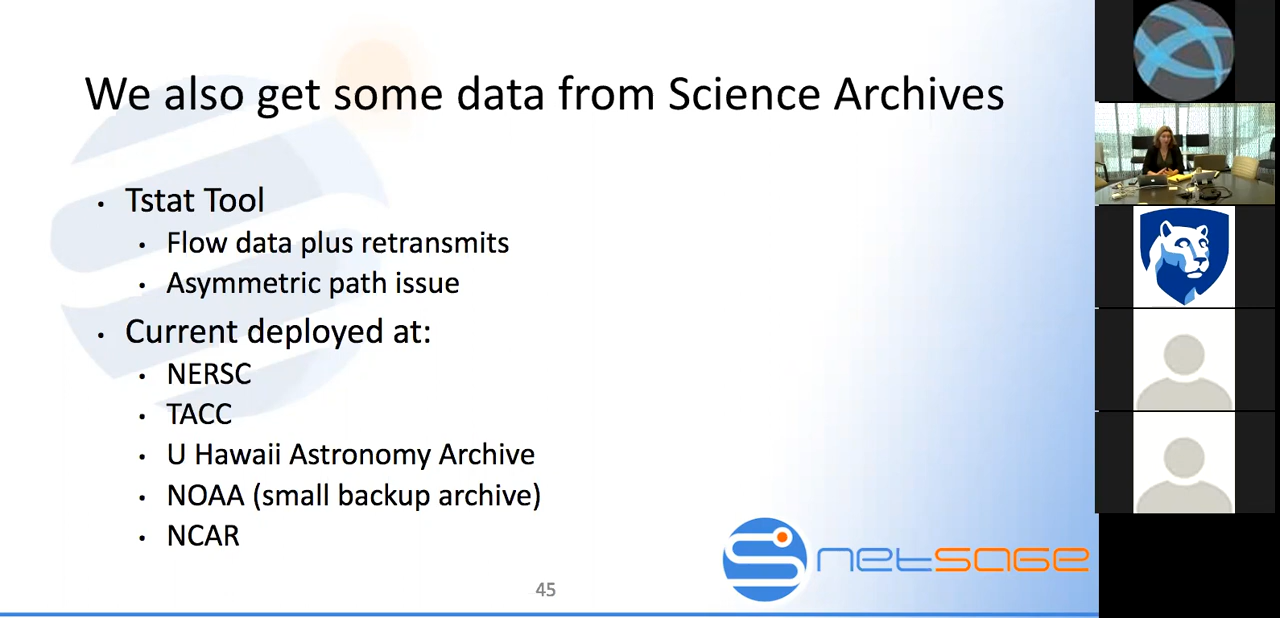 We also get some data from Science Archives
• Tstat Tool
• Flow data plus retransmits
• Asymmetric path issue
• Current deployed at:
• NERSC
• TACC
• U Hawaii Astronomy Archive
• NOAA (small backup archive)
• NCAR
netsage
45